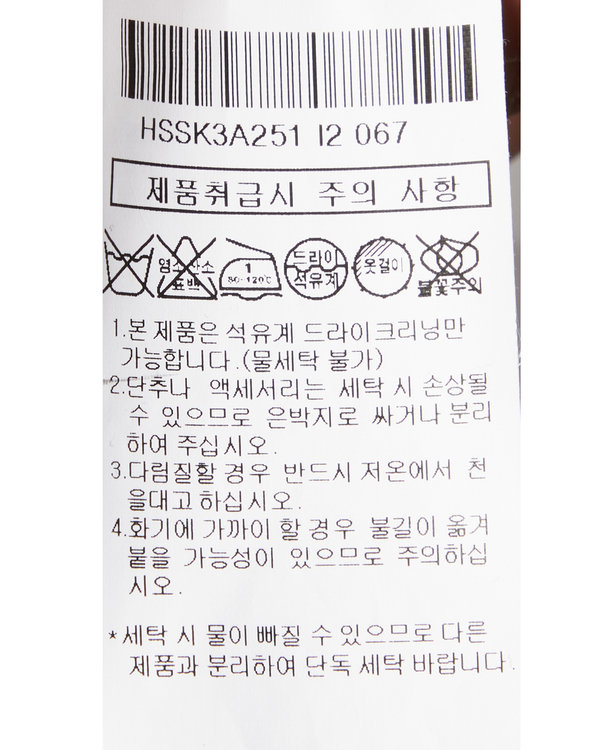 HSSK3A251 I2 067
제품취급시 주의 사항
염소산소
표백
1
80-120℃
드라이
석유계
옷걸이
불꽃주의
1.본 제품은 석유계 드라이크리닝만
가능합니다.(물세탁 불가)
2.단추나 액세서리는 세탁 시 손상될
수 있으므로 은박지로 싸거나 분리
하여 주십시오.
3.다림질할 경우 반드시 저온에서 천
을대고 하십시오.
4.화기에 가까이 할 경우 불길이 옮겨
붙을 가능성이 있으므로 주의하십
시오.
*세탁 시 물이 빠질 수 있으므로 다른
제품과 분리하여 단독 세탁 바랍니다.